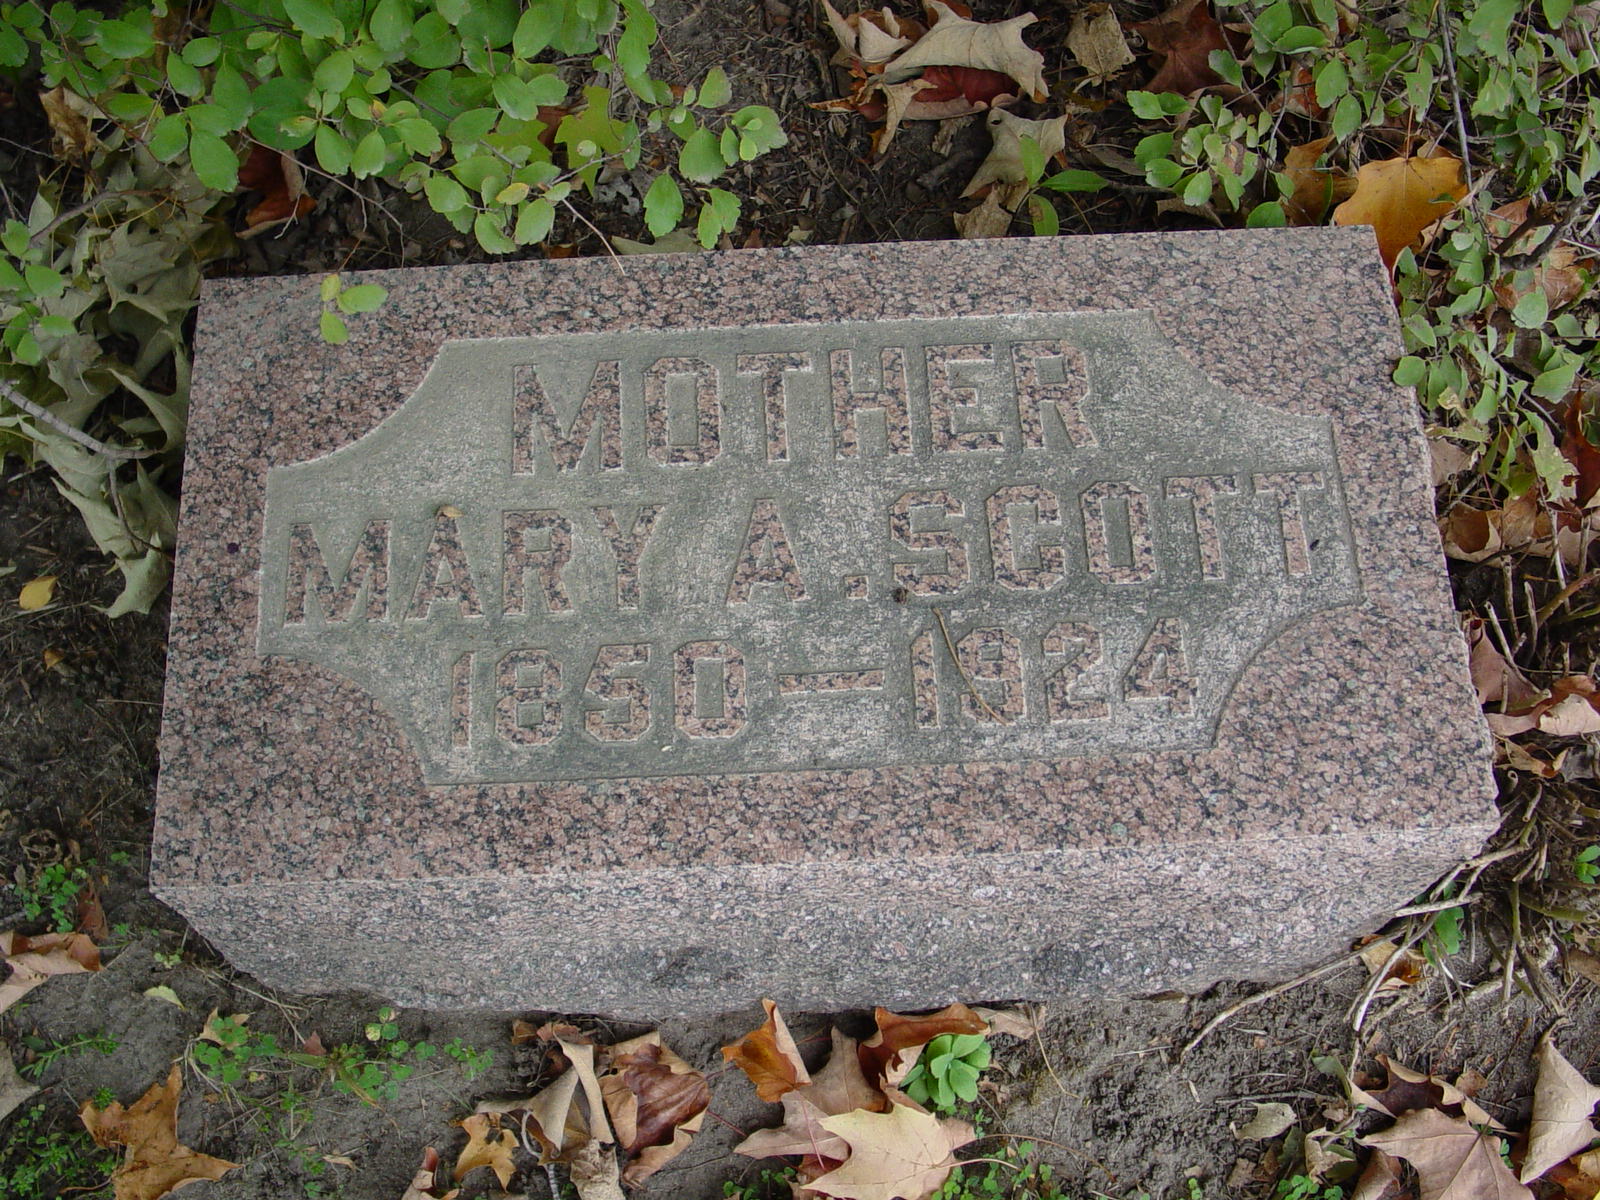 MOTHER
MARY A. SCOTT
1850—1924